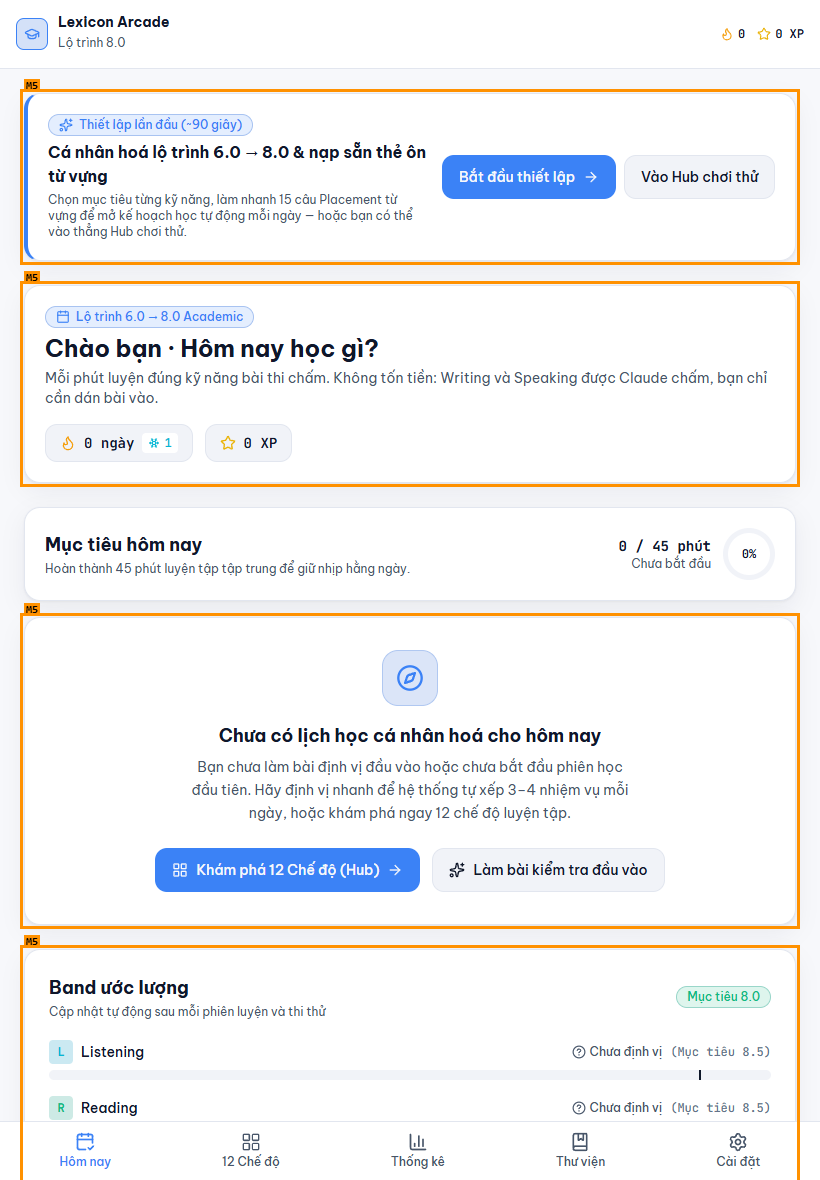 Lexicon Arcade
Lộ trình 8.0
0 0 XP
M5
Thiết lập lần đầu (~90 giây)
Cá nhân hoá lộ trình 6.0 → 8.0 & nạp sẵn thẻ ôn
từ vựng
Chọn mục tiêu từng kỹ năng, làm nhanh 15 câu Placement từ
vựng để mở kế hoạch học tự động mỗi ngày — hoặc bạn có thể
vào thẳng Hub chơi thử.
Bắt đầu thiết lập →
Vào Hub chơi thử
M5
Lộ trình 6.0 → 8.0 Academic
Chào bạn · Hôm nay học gì?
Mỗi phút luyện đúng kỹ năng bài thi chấm. Không tốn tiền: Writing và Speaking được Claude chấm, bạn chỉ
cần dán bài vào.
0 ngày 1
0 XP
Mục tiêu hôm nay
Hoàn thành 45 phút luyện tập tập trung để giữ nhịp hằng ngày.
0 / 45 phút
Chưa bắt đầu
0%
M5
Chưa có lịch học cá nhân hoá cho hôm nay
Bạn chưa làm bài định vị đầu vào hoặc chưa bắt đầu phiên học
đầu tiên. Hãy định vị nhanh để hệ thống tự xếp 3–4 nhiệm vụ mỗi
ngày, hoặc khám phá ngay 12 chế độ luyện tập.
Khám phá 12 Chế độ (Hub) →
Làm bài kiểm tra đầu vào
M5
Band ước lượng
Cập nhật tự động sau mỗi phiên luyện và thi thử
Mục tiêu 8.0
L Listening
Chưa định vị (Mục tiêu 8.5)
R Reading
Chưa định vị (Mục tiêu 8.5)
Hôm nay
12 Chế độ
Thống kê
Thư viện
Cài đặt